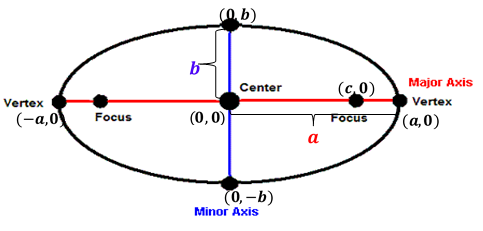 (0, b)
b
Center
(c, 0)
Major Axis
Vertex
Vertex
(−a, 0)
Focus
(0, 0)
Focus
(a, 0)
a
(0, −b)
Minor Axis